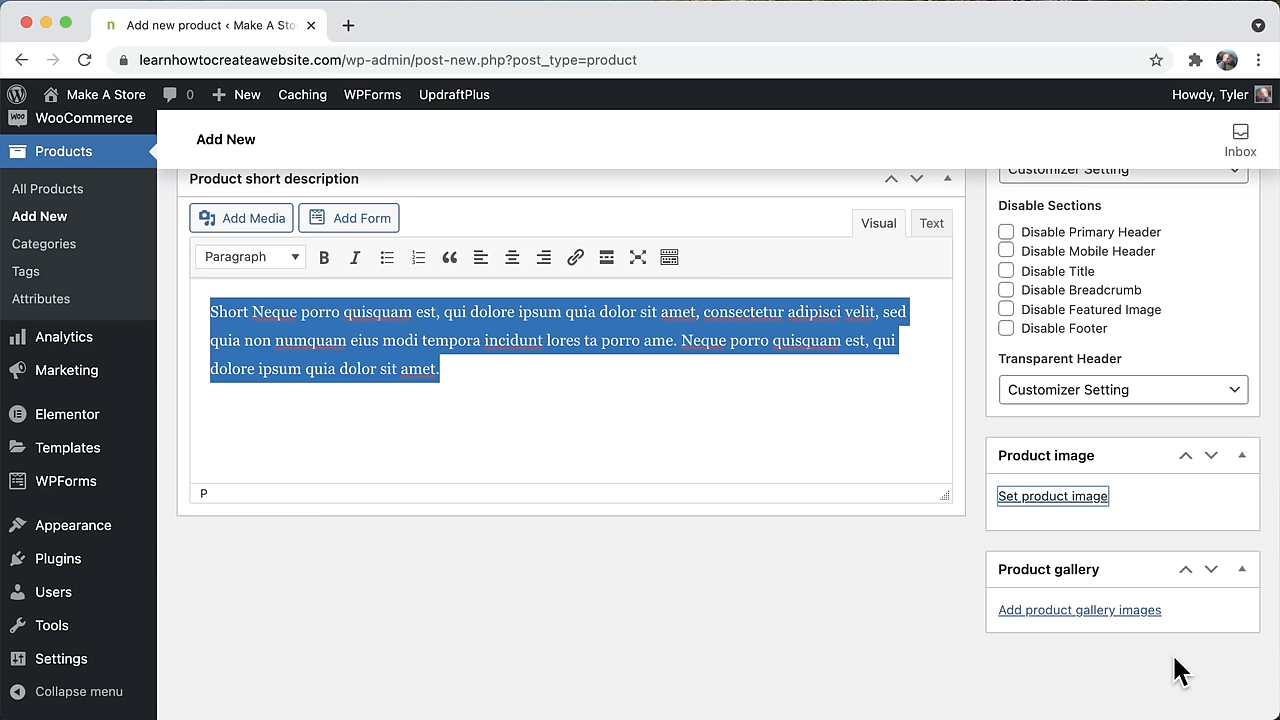 Add new product ‹ Make A Sto
learnhowtocreateawebsite.com/wp-admin/post-new.php?post_type=product
Make A Store
0
New
Caching
WPForms
UpdraftPlus
Howdy, Tyler
WooCommerce
Products
All Products
Add New
Categories
Tags
Attributes
Analytics
Marketing
Elementor
Templates
WPForms
Appearance
Plugins
Users
Tools
Settings
Collapse menu
Add New
Inbox
Product short description
Add Media
Add Form
Visual
Text
Paragraph
Short Neque porro quisquam est, qui dolore ipsum quia dolor sit amet, consectetur adipisci velit, sed
quia non numquam eius modi tempora incidunt lores ta porro ame. Neque porro quisquam est, qui
dolore ipsum quia dolor sit amet.
P
Customizer Setting
Disable Sections
Disable Primary Header
Disable Mobile Header
Disable Title
Disable Breadcrumb
Disable Featured Image
Disable Footer
Transparent Header
Customizer Setting
Product image
Set product image
Product gallery
Add product gallery images